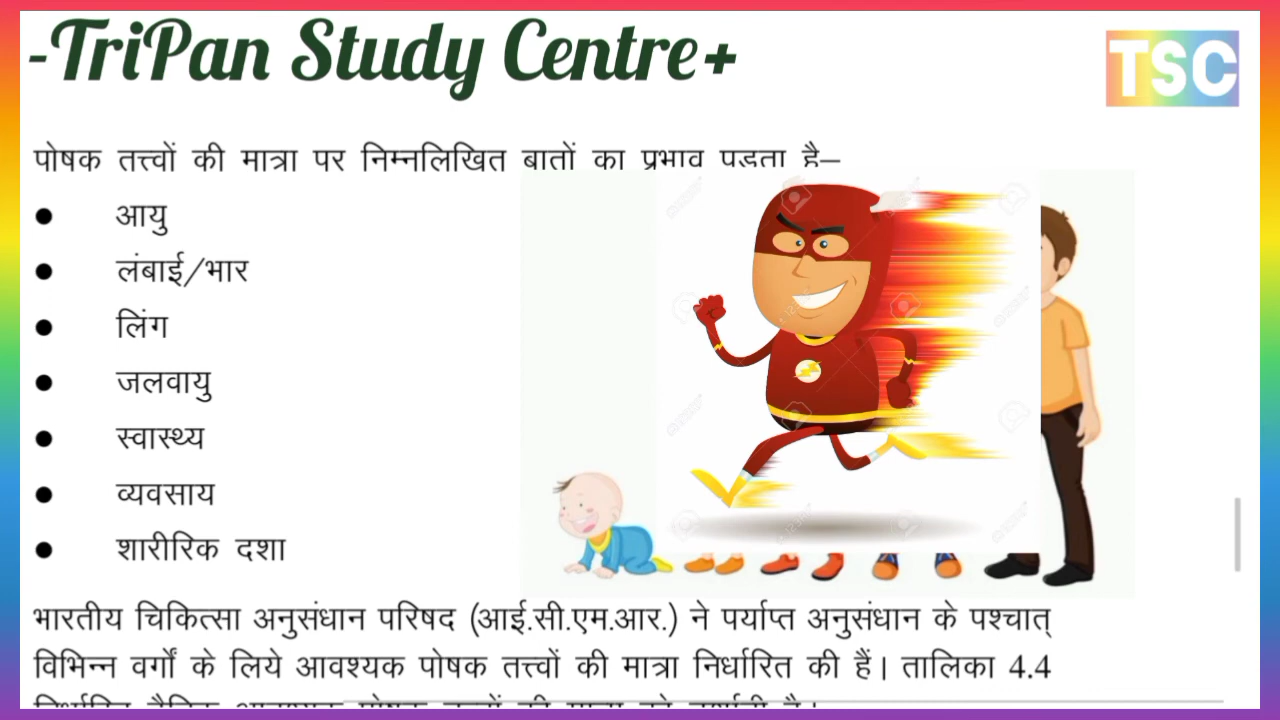 -TriPan Study Centre+
TSC
पोषक तत्त्वों की मात्रा पर निम्नलिखित बातों का प्रभाव पड़ता है—
● आयु
● लंबाई/भार
● लिंग
● जलवायु
● स्वास्थ्य
● व्यवसाय
● शारीरिक दशा
भारतीय चिकित्सा अनुसंधान परिषद (आई.सी.एम.आर.) ने पर्याप्त अनुसंधान के पश्चात्
विभिन्न वर्गों के लिये आवश्यक पोषक तत्त्वों की मात्रा निर्धारित की हैं। तालिका 4.4